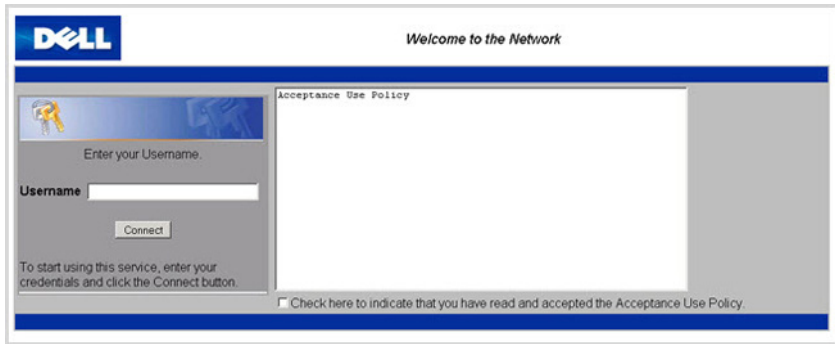 DELL
Welcome to the Network
Acceptance Use Policy
Enter your Username.
Username
Connect
To start using this service, enter your
credentials and click the Connect button.
Check here to indicate that you have read and accepted the Acceptance Use Policy.